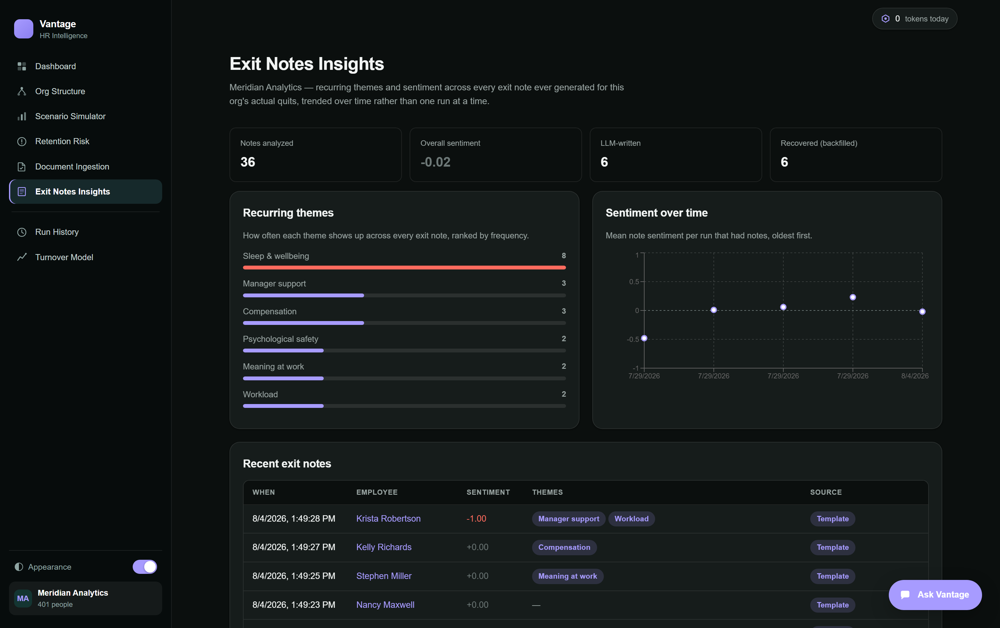 Vantage
HR Intelligence
Dashboard
Org Structure
Scenario Simulator
Retention Risk
Document Ingestion
Exit Notes Insights
Run History
Turnover Model
Appearance
MA
Meridian Analytics
401 people
0 tokens today
Exit Notes Insights
Meridian Analytics — recurring themes and sentiment across every exit note ever generated for this
org's actual quits, trended over time rather than one run at a time.
Notes analyzed
36
Overall sentiment
-0.02
LLM-written
6
Recovered (backfilled)
6
Recurring themes
How often each theme shows up across every exit note, ranked by frequency.
Sleep & wellbeing 8
Manager support 3
Compensation 3
Psychological safety 2
Meaning at work 2
Workload 2
Sentiment over time
Mean note sentiment per run that had notes, oldest first.
1
0.5
0
-0.5
-1
7/29/2026 7/29/2026 7/29/2026 7/29/2026 8/4/2026
Recent exit notes
WHEN EMPLOYEE SENTIMENT THEMES SOURCE
8/4/2026, 1:49:28 PM Krista Robertson -1.00 Manager support Workload Template
8/4/2026, 1:49:27 PM Kelly Richards +0.00 Compensation Template
8/4/2026, 1:49:25 PM Stephen Miller +0.00 Meaning at work Template
8/4/2026, 1:49:23 PM Nancy Maxwell +0.00 — Template
Ask Vantage